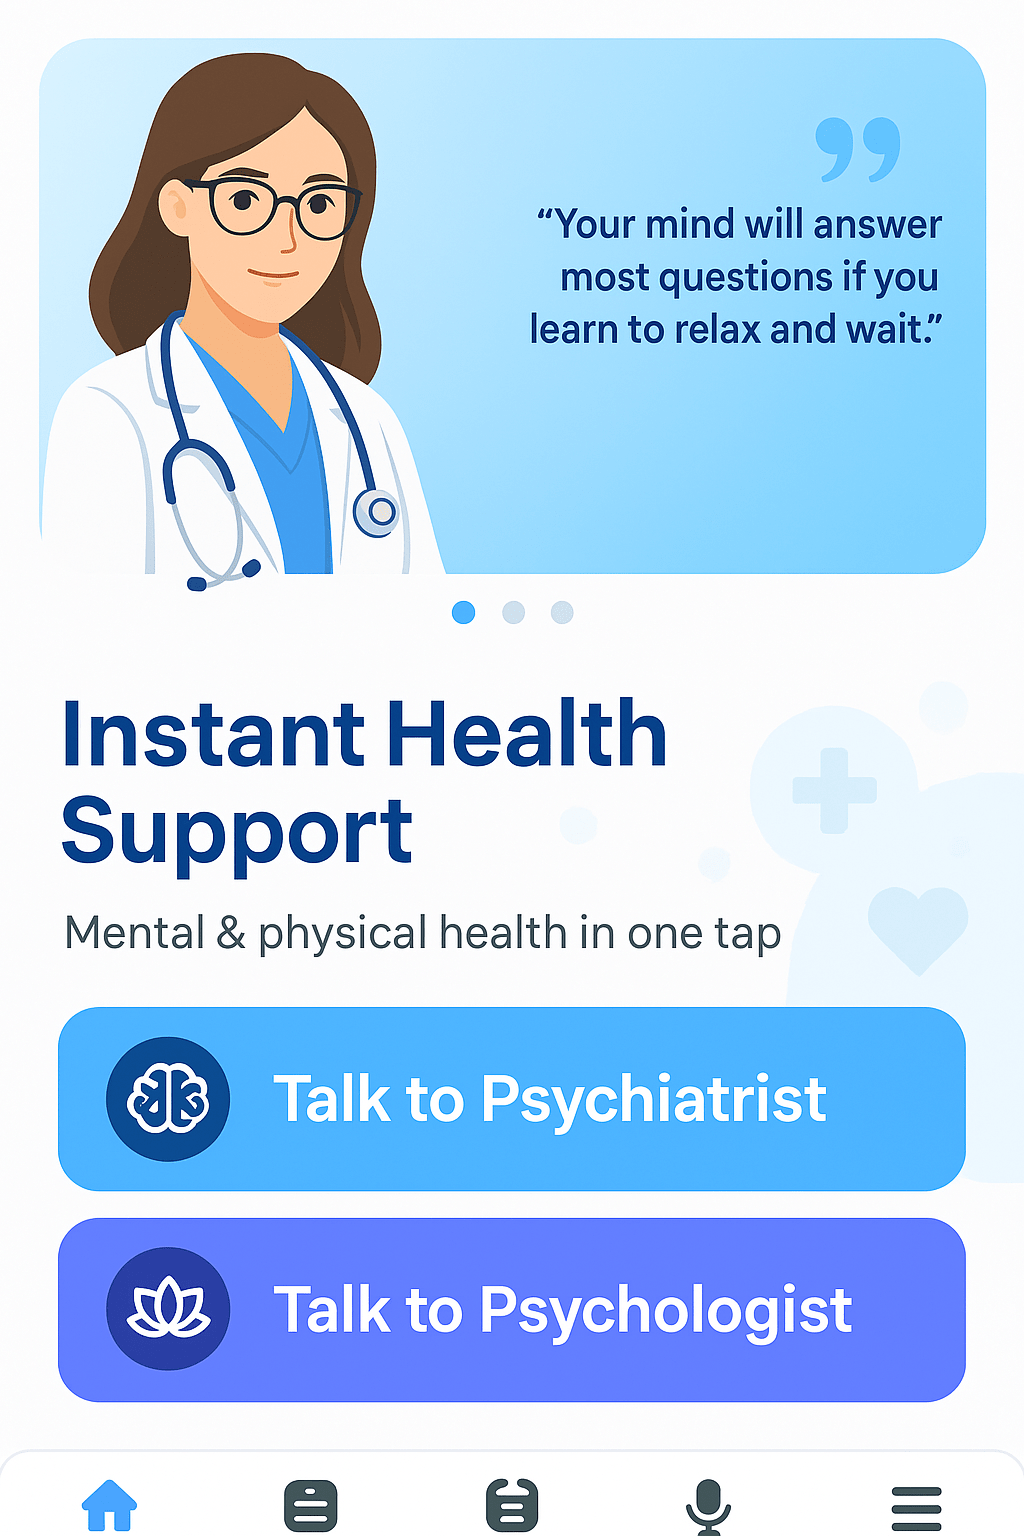 “Your mind will answer
most questions if you
learn to relax and wait.”
Instant Health
Support
Mental & physical health in one tap
Talk to Psychiatrist
Talk to Psychologist